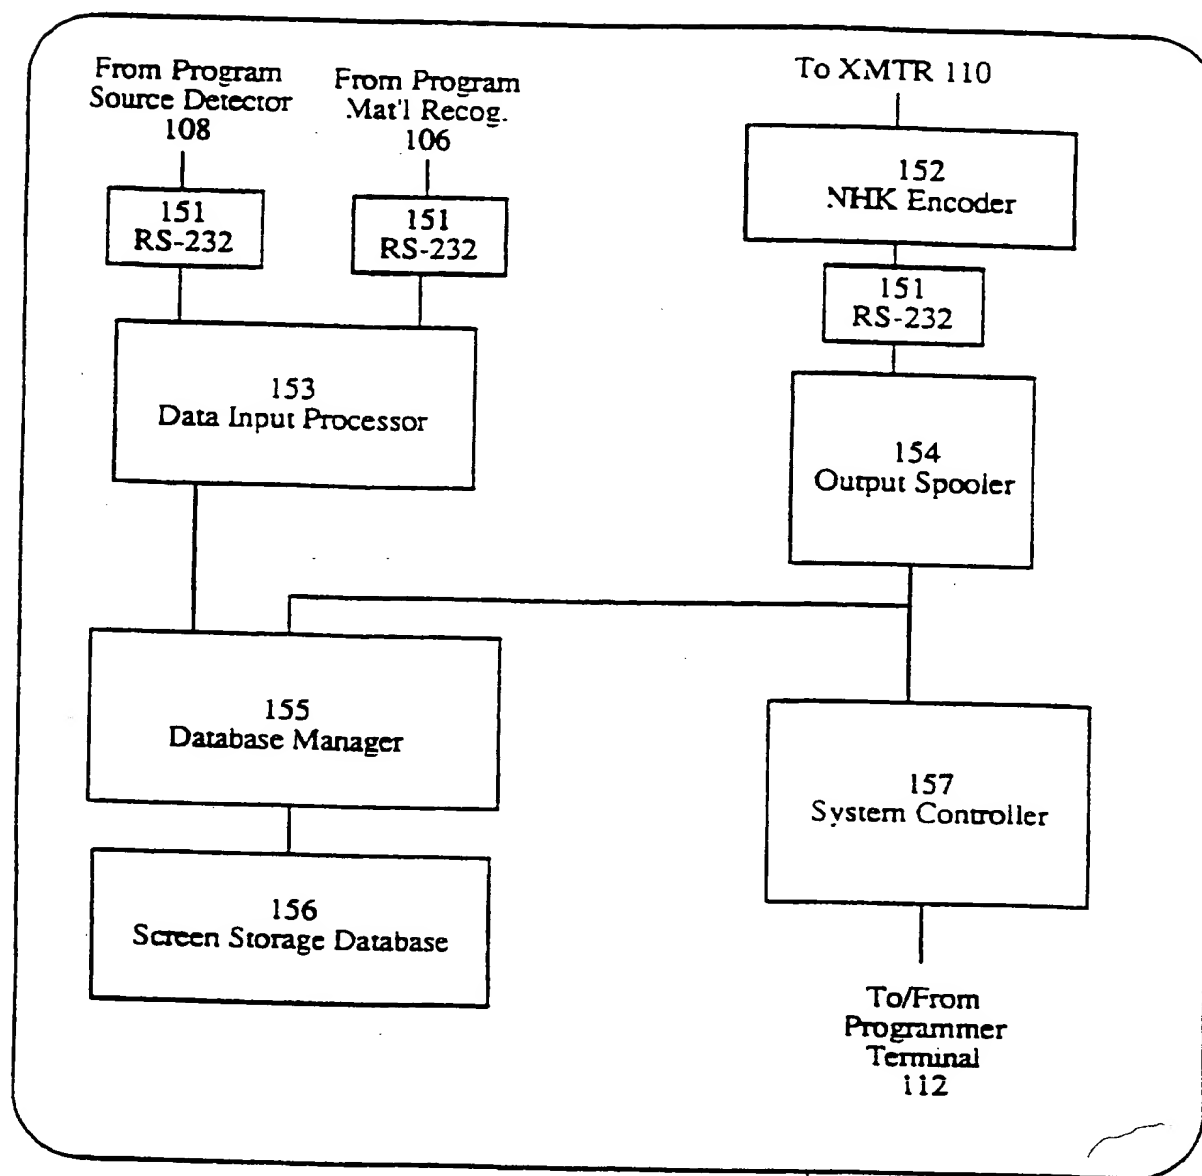 From Program
Source Detector
108
From Program
Mat'l Recog.
106
To XMTR 110
151
RS-232
151
RS-232
152
NHK Encoder
151
RS-232
153
Data Input Processor
154
Output Spooler
155
Database Manager
157
System Controller
156
Screen Storage Database
To/From
Programmer
Terminal
112